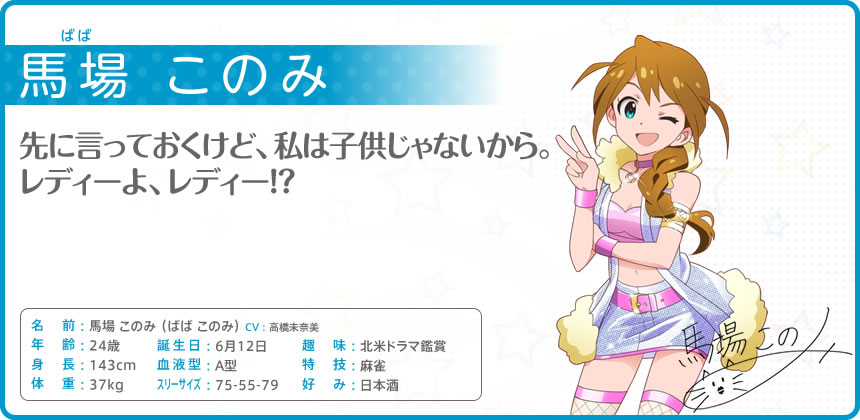 ばば
馬場 このみ
先に言っておくけど、私は子供じゃないから。
レディーよ、レディー!?
名 前：馬場 このみ（ばば このみ） CV：高橋未奈美
年 齢：24歳 誕生日：6月12日 趣 味：北米ドラマ鑑賞
身 長：143cm 血液型：A型 特 技：麻雀
体 重：37kg スリーサイズ：75-55-79 好 み：日本酒
馬場このみ